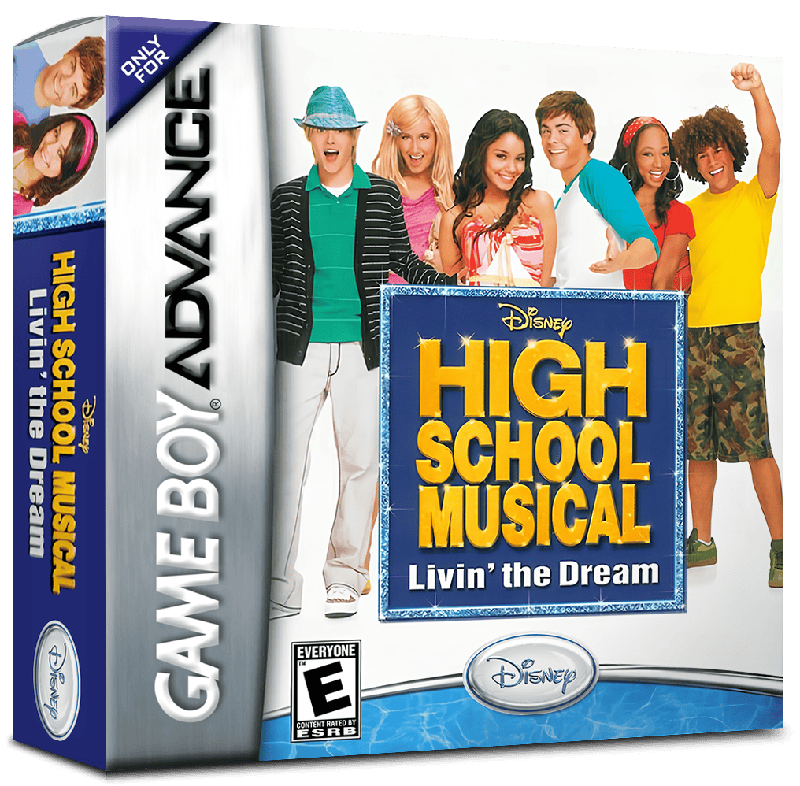 ONLY
FOR
GAME BOY ADVANCE
Disney
HIGH SCHOOL MUSICAL
Livin' the Dream
Disney
Disney
HIGH
SCHOOL
MUSICAL
Livin' the Dream
EVERYONE
E
CONTENT RATED BY
ESRB
Disney